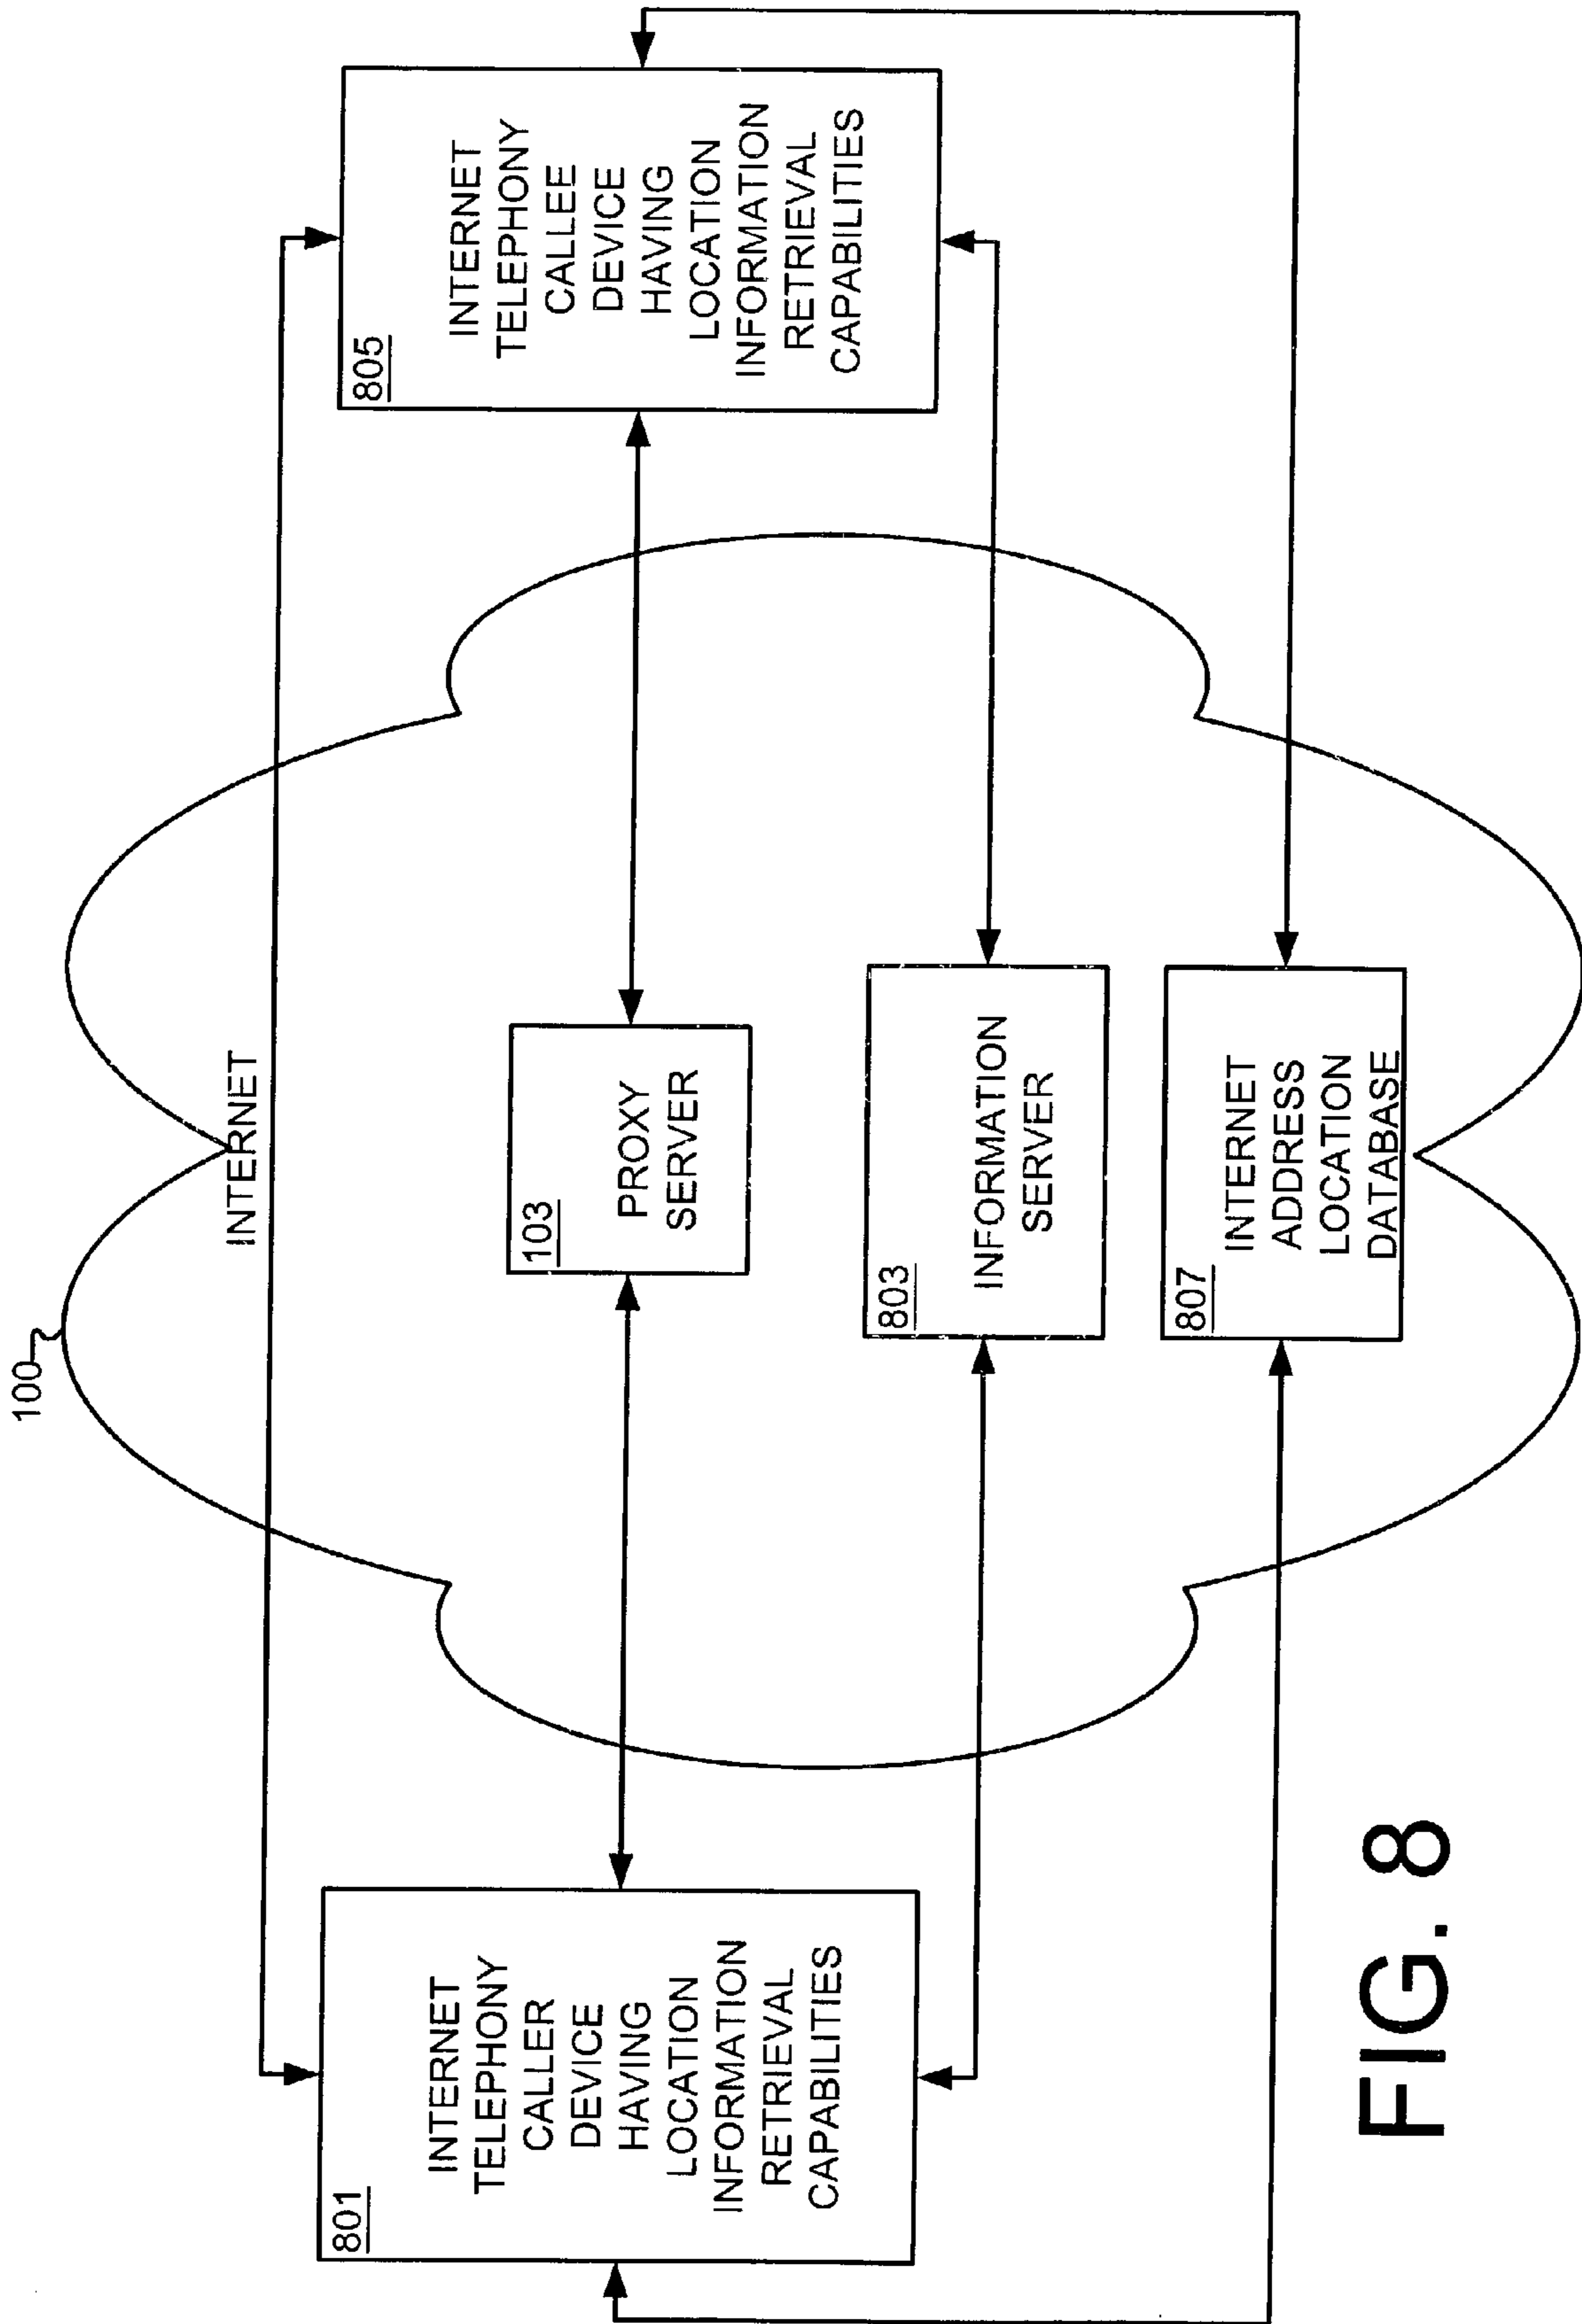 100
INTERNET
801
INTERNET
TELEPHONY
CALLER
DEVICE
HAVING
LOCATION
INFORMATION
RETRIEVAL
CAPABILITIES
103
PROXY
SERVER
805
INTERNET
TELEPHONY
CALLEE
DEVICE
HAVING
LOCATION
INFORMATION
RETRIEVAL
CAPABILITIES
803
INFORMATION
SERVER
807
INTERNET
ADDRESS
LOCATION
DATABASE
FIG. 8